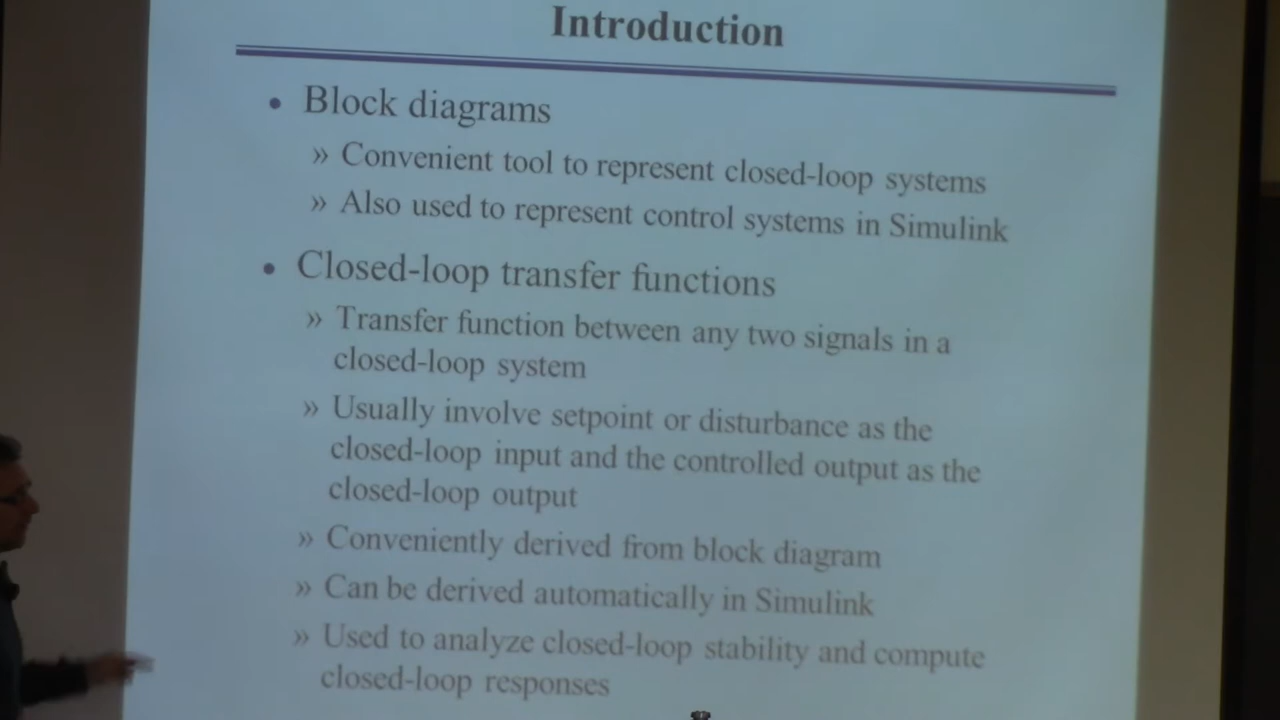 Introduction
• Block diagrams
» Convenient tool to represent closed-loop systems
» Also used to represent control systems in Simulink
• Closed-loop transfer functions
» Transfer function between any two signals in a
closed-loop system
» Usually involve setpoint or disturbance as the
closed-loop input and the controlled output as the
closed-loop output
» Conveniently derived from block diagram
» Can be derived automatically in Simulink
» Used to analyze closed-loop stability and compute
closed-loop responses